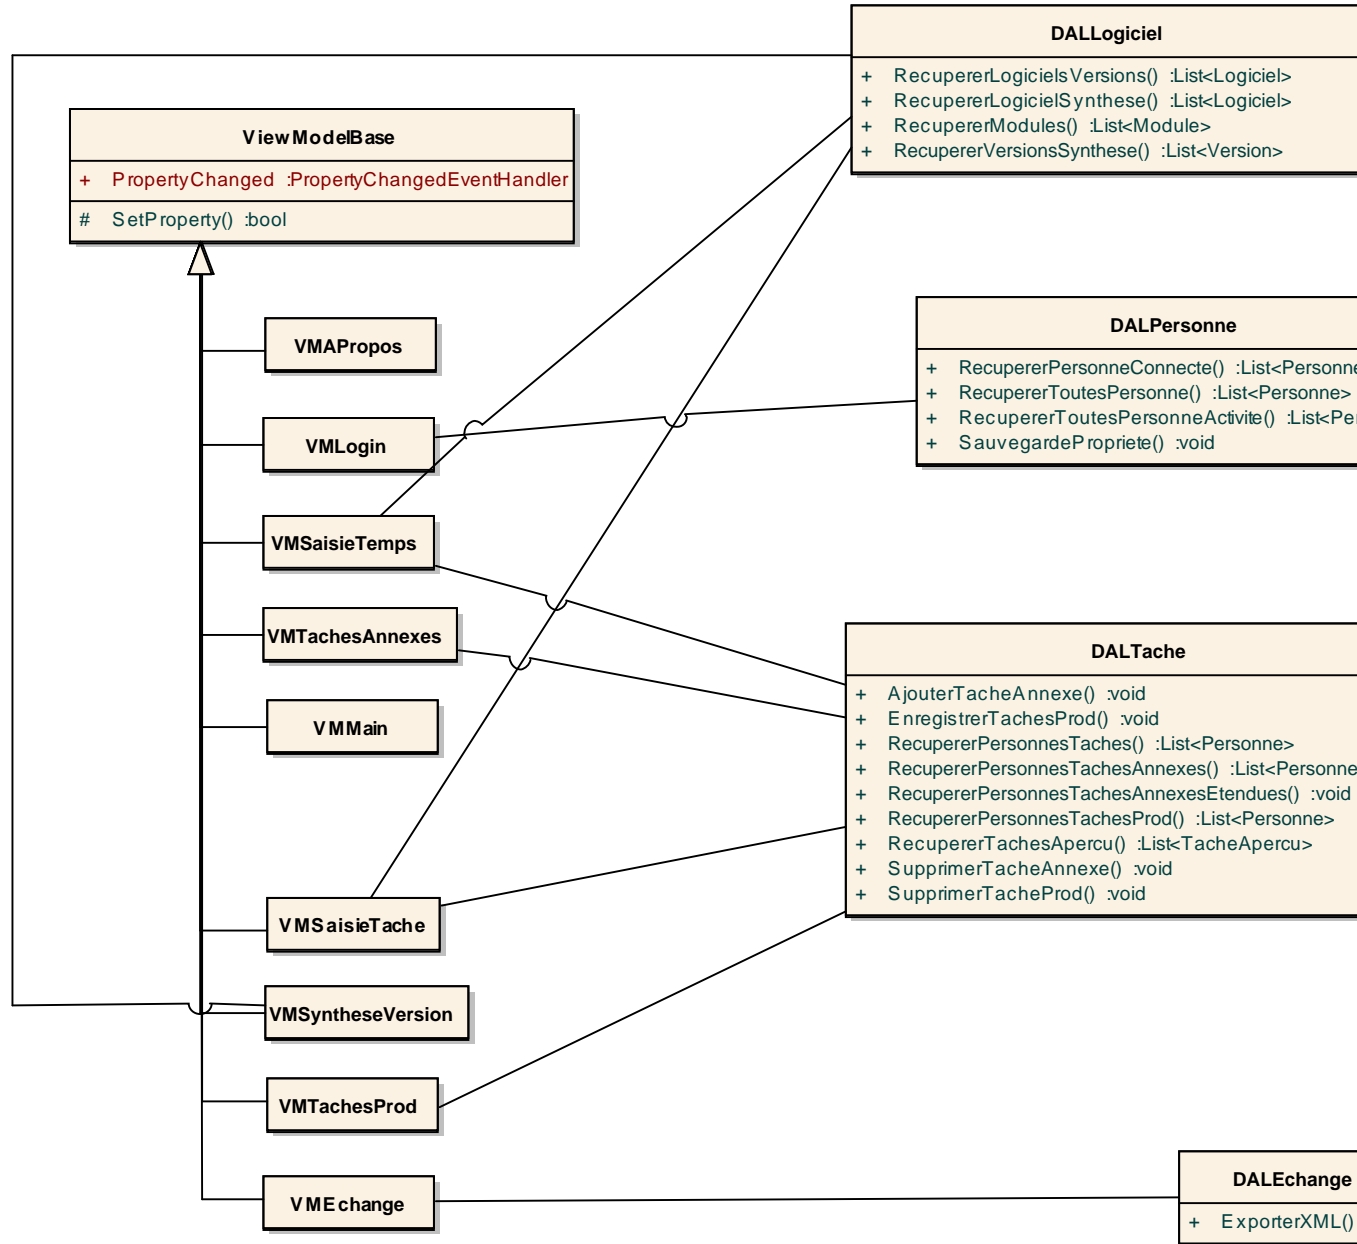 DALLogiciel
+ RecupererLogicielsVersions() :List<Logiciel>
+ RecupererLogicielSynthese() :List<Logiciel>
+ RecupererModules() :List<Module>
+ RecupererVersionsSynthese() :List<Version>
ViewModelBase
+ PropertyChanged :PropertyChangedEventHandler
# SetProperty() :bool
DALPersonne
+ RecupererPersonneConnecte() :List<Personne
+ RecupererToutesPersonne() :List<Personne>
+ RecupererToutesPersonneActivite() :List<Per
+ SauvegardePropriete() :void
VMAPropos
VMLogin
VMSaisieTemps
VMTachesAnnexes
VMMain
DALTache
+ AjouterTacheAnnexe() :void
+ EnregistrerTachesProd() :void
+ RecupererPersonnesTaches() :List<Personne>
+ RecupererPersonnesTachesAnnexes() :List<Personne
+ RecupererPersonnesTachesAnnexesEtendues() :void
+ RecupererPersonnesTachesProd() :List<Personne>
+ RecupererTachesApercu() :List<TacheApercu>
+ SupprimerTacheAnnexe() :void
+ SupprimerTacheProd() :void
VMSaisieTache
VMSyntheseVersion
VMTachesProd
VMEchange
DALEchange
+ ExporterXML()